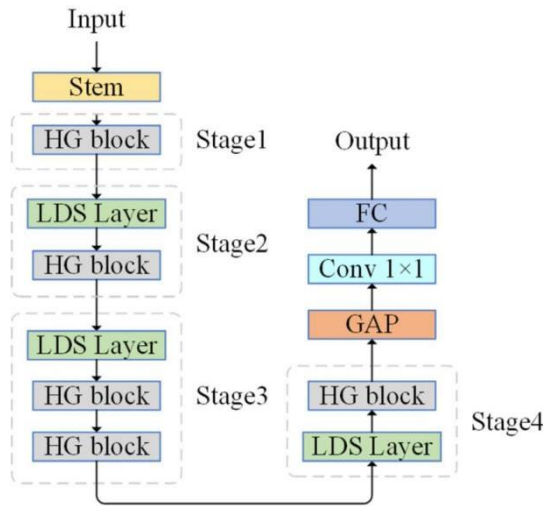 Input
Stem
HG block
Stage1
LDS Layer
HG block
Stage2
LDS Layer
HG block
HG block
Stage3
Output
FC
Conv 1×1
GAP
HG block
LDS Layer
Stage4